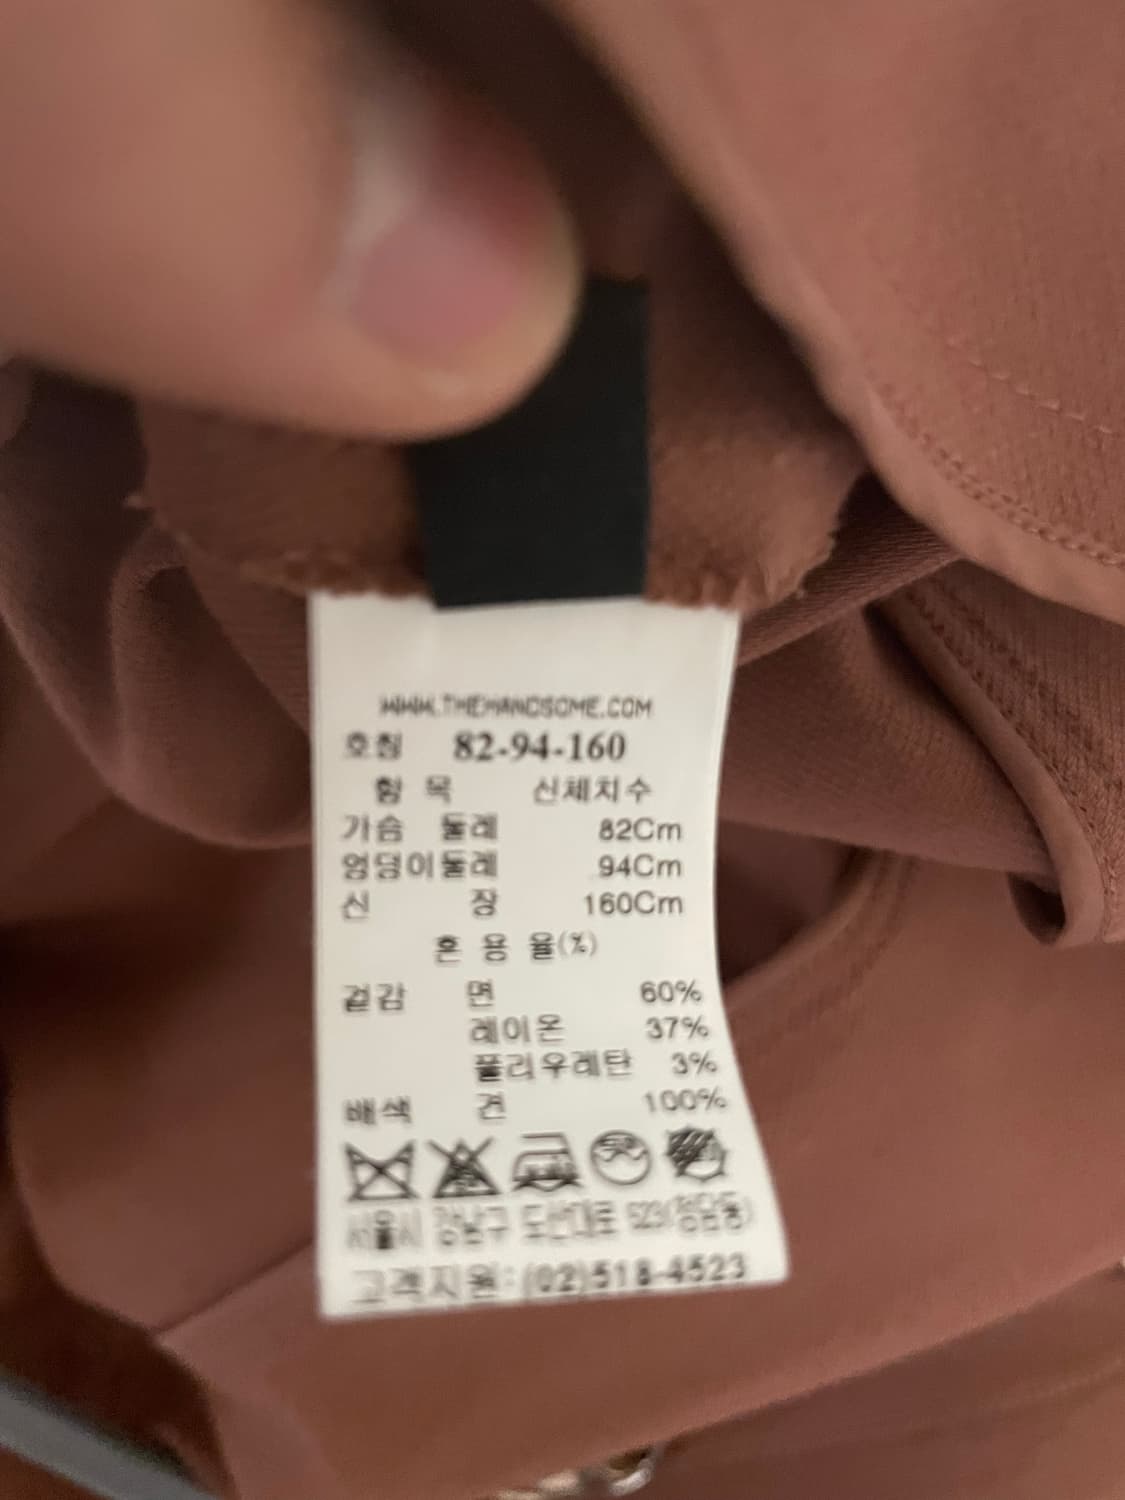 WWW.THEHANDSOME.COM
호칭 82-94-160
항 목 신체치수
가슴 둘레 82Cm
엉덩이둘레 94Cm
신 장 160Cm
혼 용 율(%)
겉감 면 60%
레이온 37%
폴리우레탄 3%
배색 견 100%
서울시 강남구 도산대로 523(청담동)
고객지원:(02)518-4523